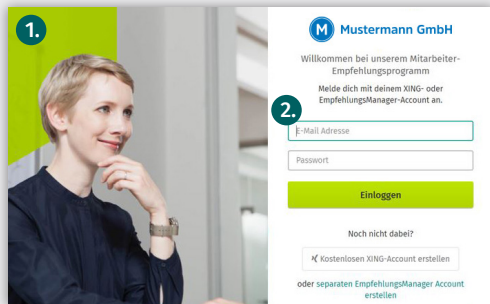 1.
M Mustermann GmbH
Willkommen bei unserem Mitarbeiter-
Empfehlungsprogramm
Melde dich mit deinem XING- oder
EmpfehlungsManager-Account an.
2.
E-Mail Adresse
Passwort
Einloggen
Noch nicht dabei?
Kostenlosen XING-Account erstellen
oder separaten EmpfehlungsManager Account
erstellen